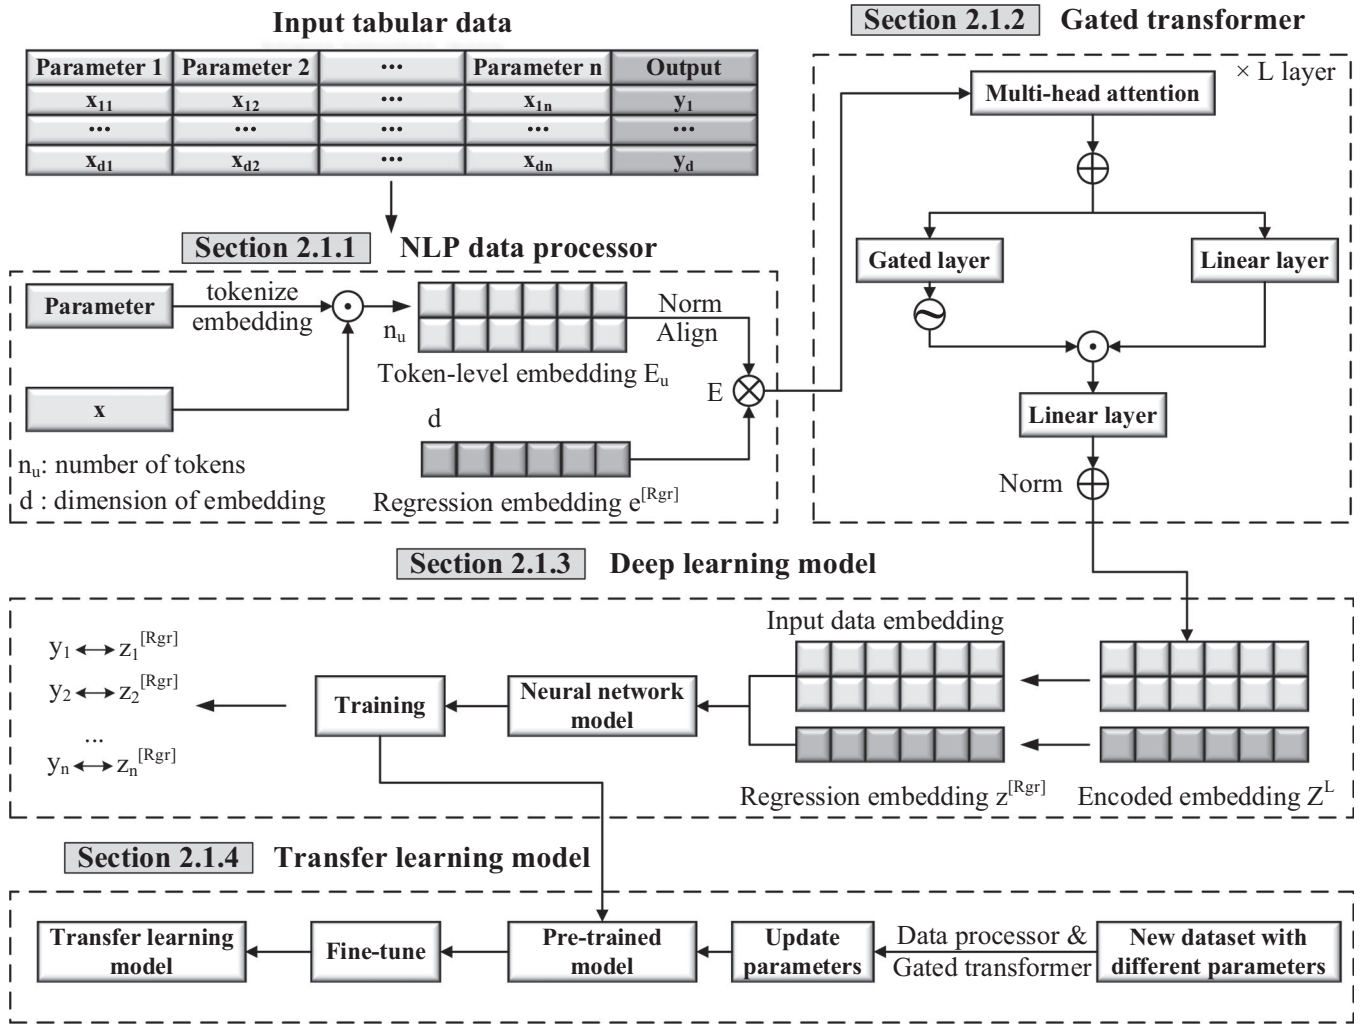 Input tabular data
Parameter 1 Parameter 2 ... Parameter n Output
x11 x12 ... x1n y1
... ... ... ... ...
xd1 xd2 ... xdn yd
Section 2.1.1 NLP data processor
Parameter
tokenize
embedding
x
nu
Token-level embedding Eu
Norm
Align
E
d
Regression embedding e[Rgr]
nu: number of tokens
d : dimension of embedding
Section 2.1.2 Gated transformer
× L layer
Multi-head attention
Gated layer
Linear layer
Linear layer
Norm
Section 2.1.3 Deep learning model
y1 z1[Rgr]
y2 z2[Rgr]
...
yn zn[Rgr]
Training
Neural network
model
Input data embedding
Regression embedding z[Rgr]
Encoded embedding ZL
Section 2.1.4 Transfer learning model
Transfer learning
model
Fine-tune
Pre-trained
model
Update
parameters
Data processor &
Gated transformer
New dataset with
different parameters